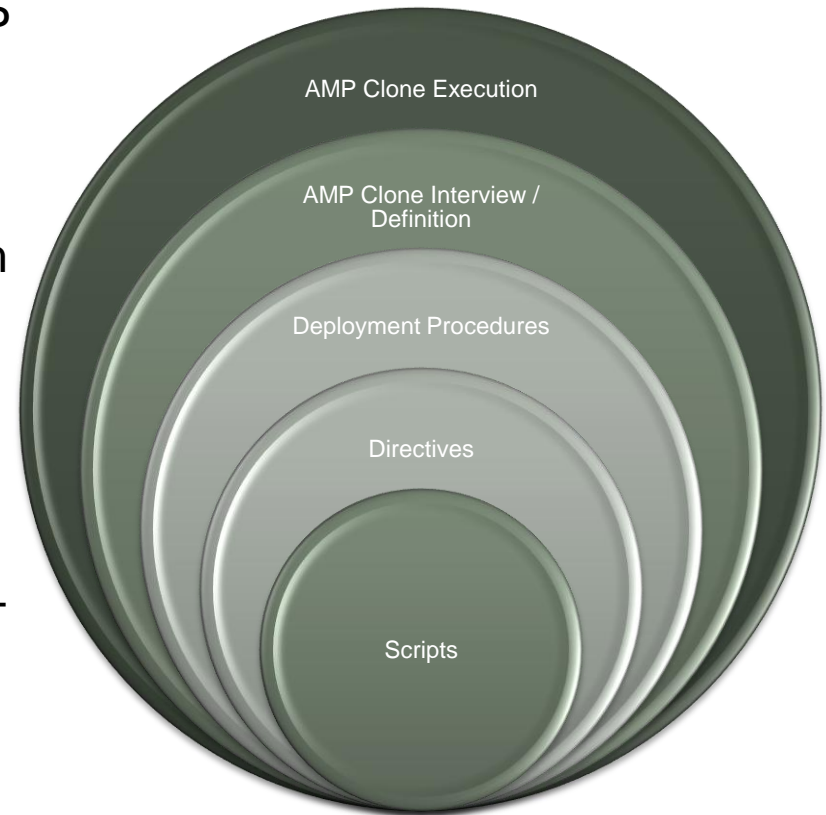 AMP Clone Execution
AMP Clone Interview /
Definition
Deployment Procedures
Directives
Scripts